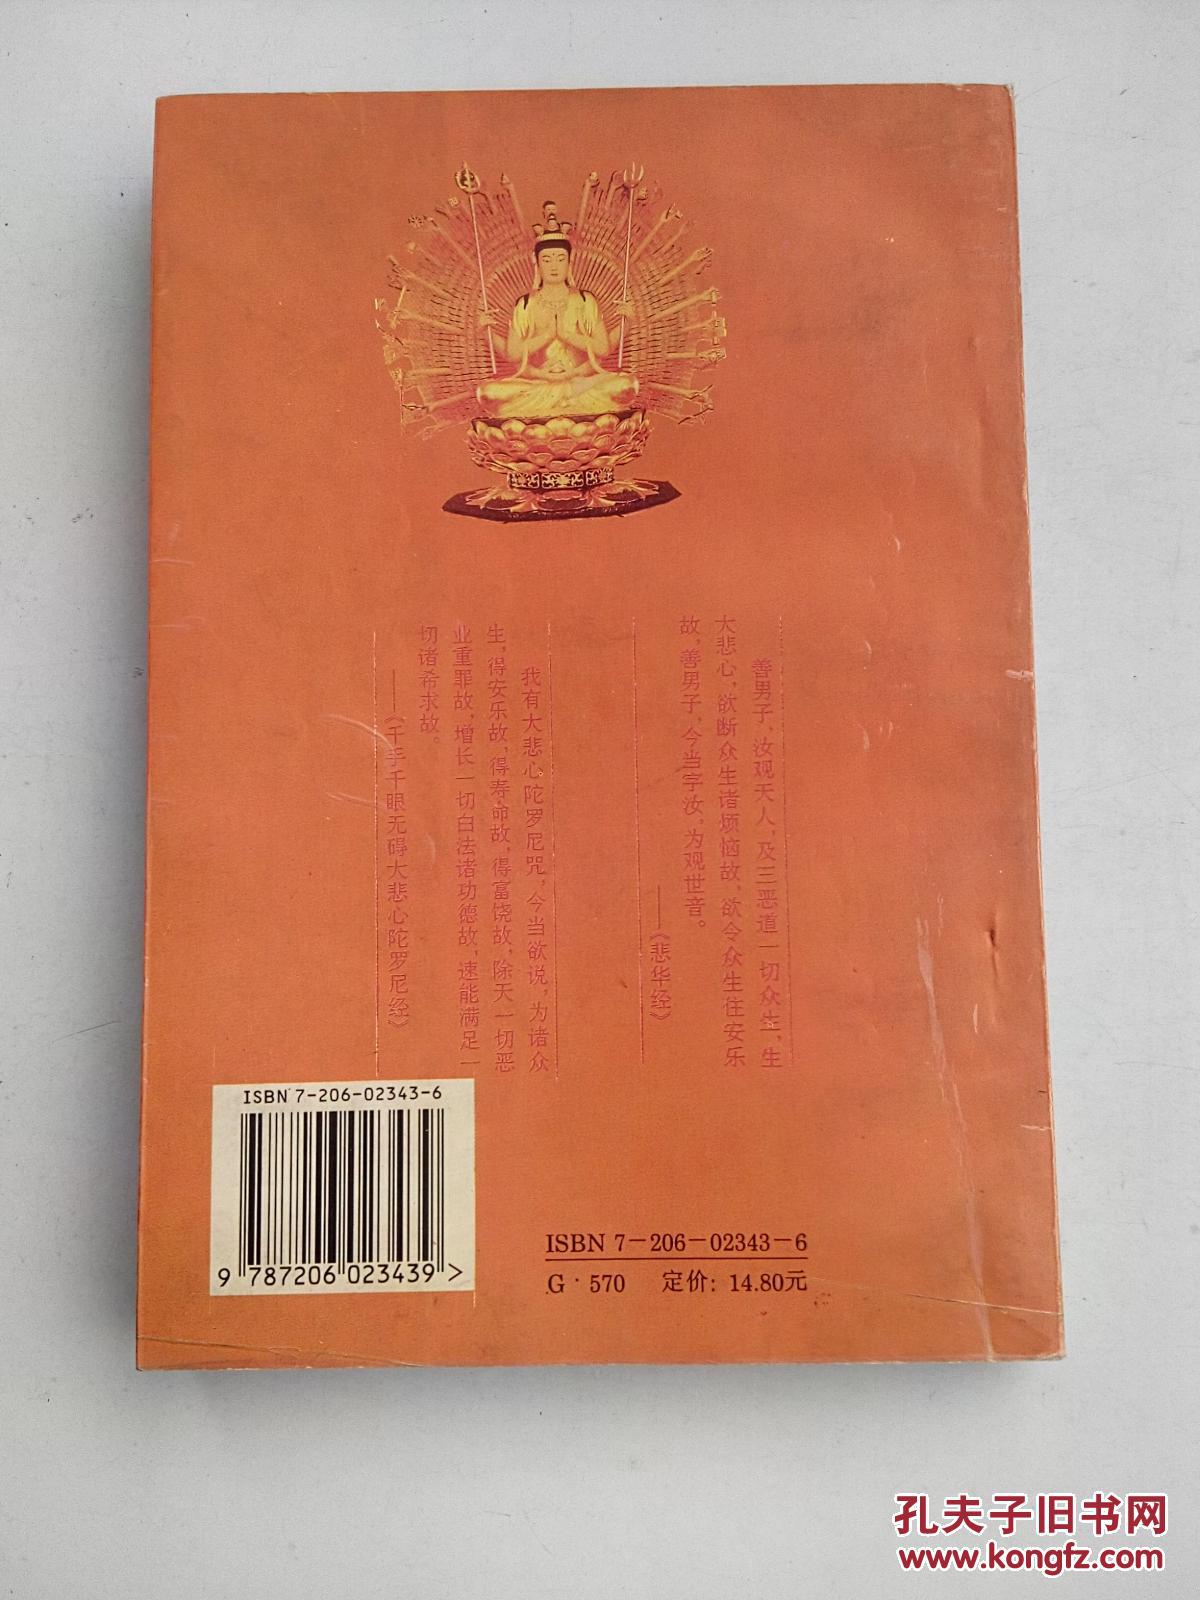 善男子，汝观天人，及三恶道一切众生，生
大悲心，欲断众生诸烦恼故，欲令众生住安乐
故，善男子，今当字汝，为观世音。
——《悲华经》
我有大悲心陀罗尼咒，今当欲说，为诸众
生，得安乐故，得寿命故，得富饶故，除天一切恶
业重罪故，增长一切白法诸功德故，速能满足一
切诸希求故。
——《千手千眼无碍大悲心陀罗尼经》
ISBN 7-206-02343-6
9 787206 023439 >
ISBN 7-206-02343-6
G·570 定价：14.80元
孔夫子旧书网
www.kongfz.com